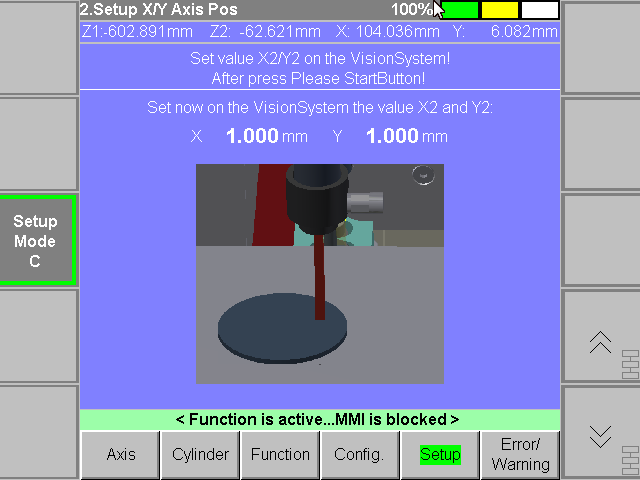 2.Setup X/Y Axis Pos 100%
Z1:-602.891mm Z2: -62.621mm X: 104.036mm Y: 6.082mm
Set value X2/Y2 on the VisionSystem!
After press Please StartButton!
Set now on the VisionSystem the value X2 and Y2:
X 1.000 mm Y 1.000 mm
Setup
Mode
C
< Function is active...MMI is blocked >
Axis Cylinder Function Config. Setup Error/
Warning